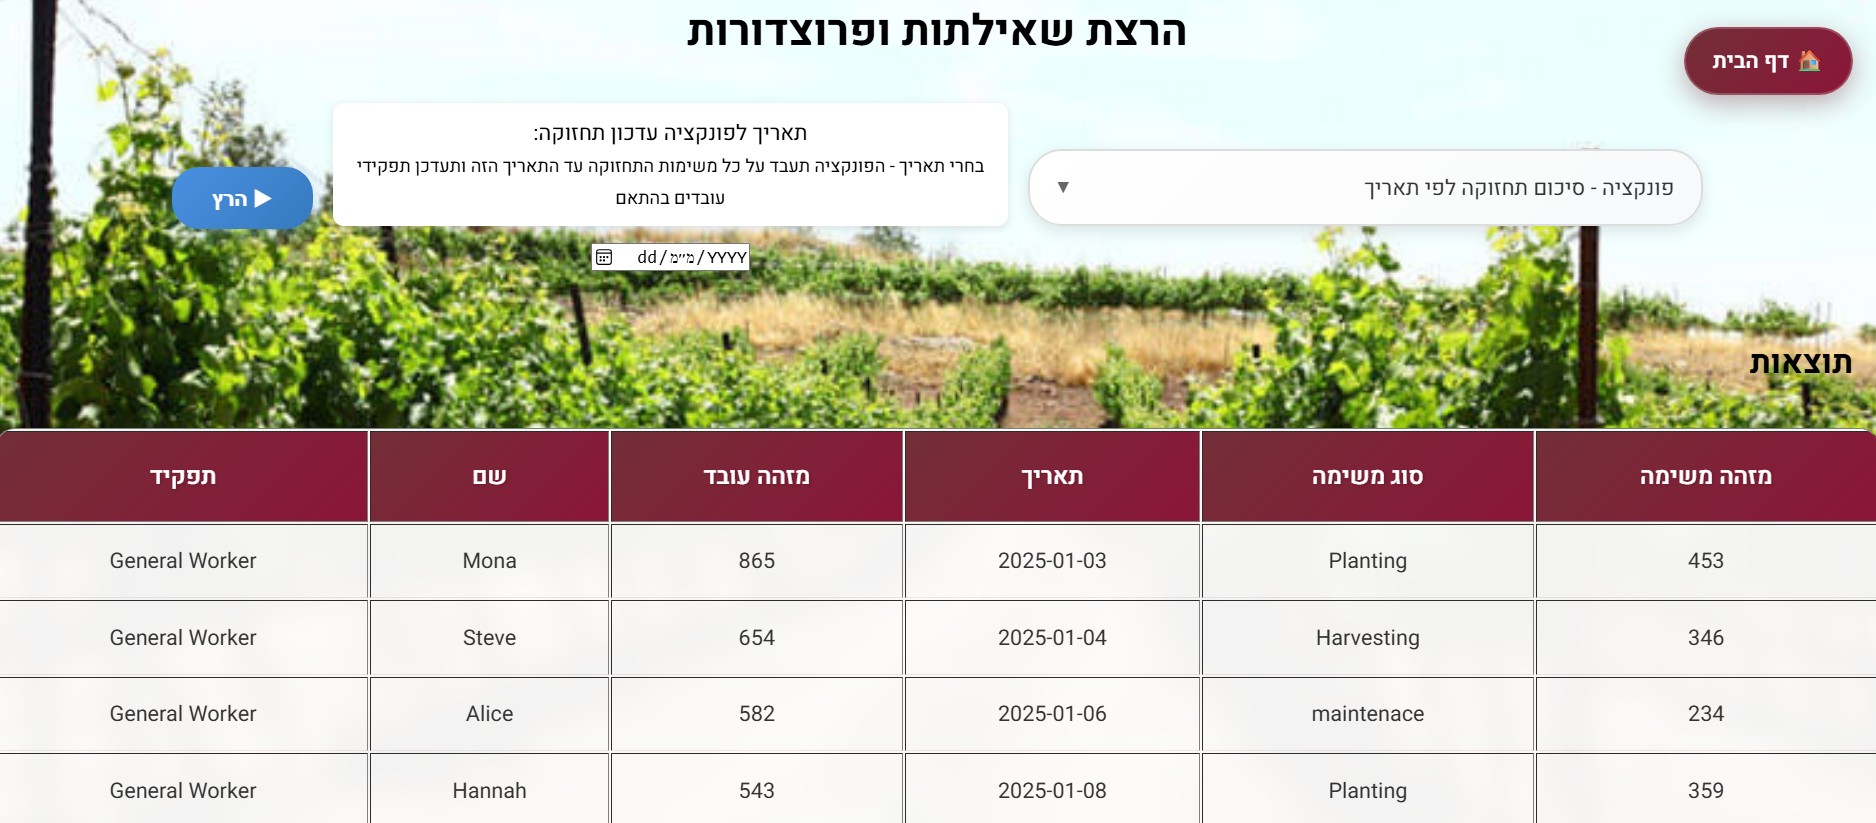 הרצת שאילתות ופרוצדורות
🏠 דף הבית
פונקציה - סיכום תחזוקה לפי תאריך ▼
תאריך לפונקציה עדכון תחזוקה:
בחרי תאריך - הפונקציה תעבד על כל משימות התחזוקה עד התאריך הזה ותעדכן תפקידי
עובדים בהתאם
dd/מ״מ/YYYY
▶ הרץ
תוצאות
מזהה משימה סוג משימה תאריך מזהה עובד שם תפקיד
453 Planting 2025-01-03 865 Mona General Worker
346 Harvesting 2025-01-04 654 Steve General Worker
234 maintenace 2025-01-06 582 Alice General Worker
359 Planting 2025-01-08 543 Hannah General Worker